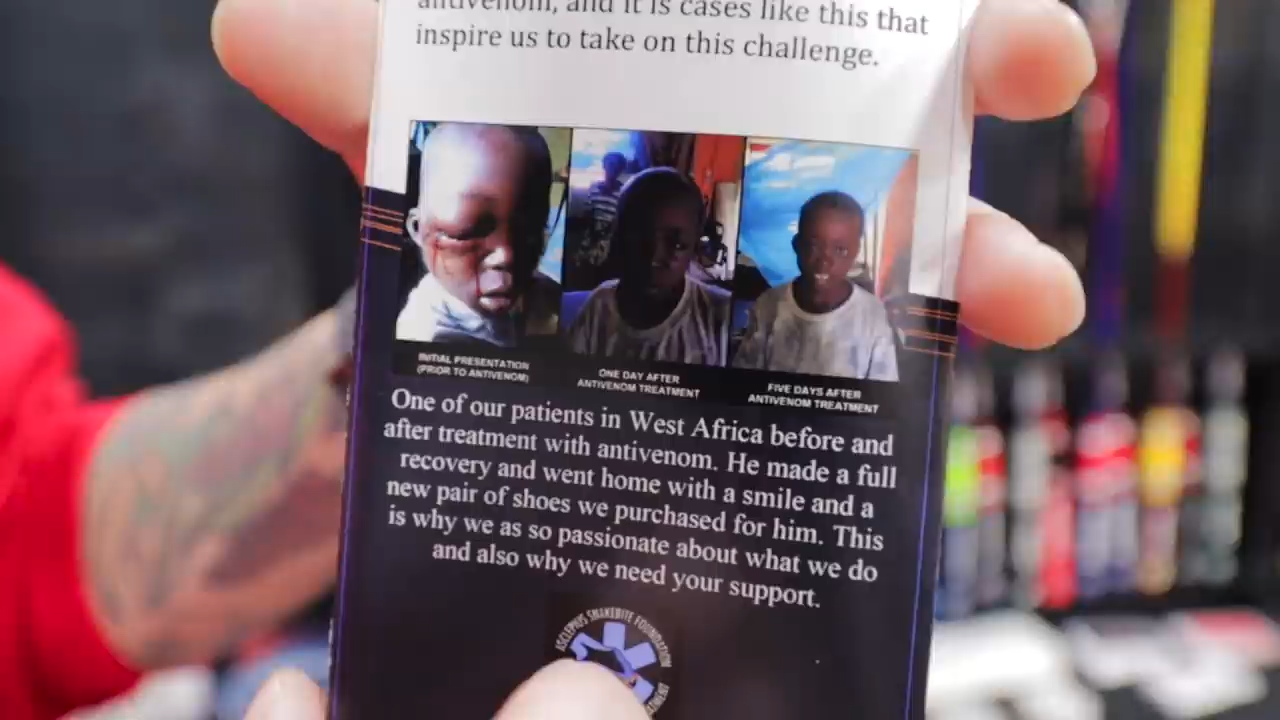 antivenom, and it is cases like this that
inspire us to take on this challenge.
INITIAL PRESENTATION
(PRIOR TO ANTIVENOM)
ONE DAY AFTER
ANTIVENOM TREATMENT
FIVE DAYS AFTER
ANTIVENOM TREATMENT
One of our patients in West Africa before and
after treatment with antivenom. He made a full
recovery and went home with a smile and a
new pair of shoes we purchased for him. This
is why we as so passionate about what we do
and also why we need your support.
ASCLEPIUS SNAKEBITE FOUNDATION